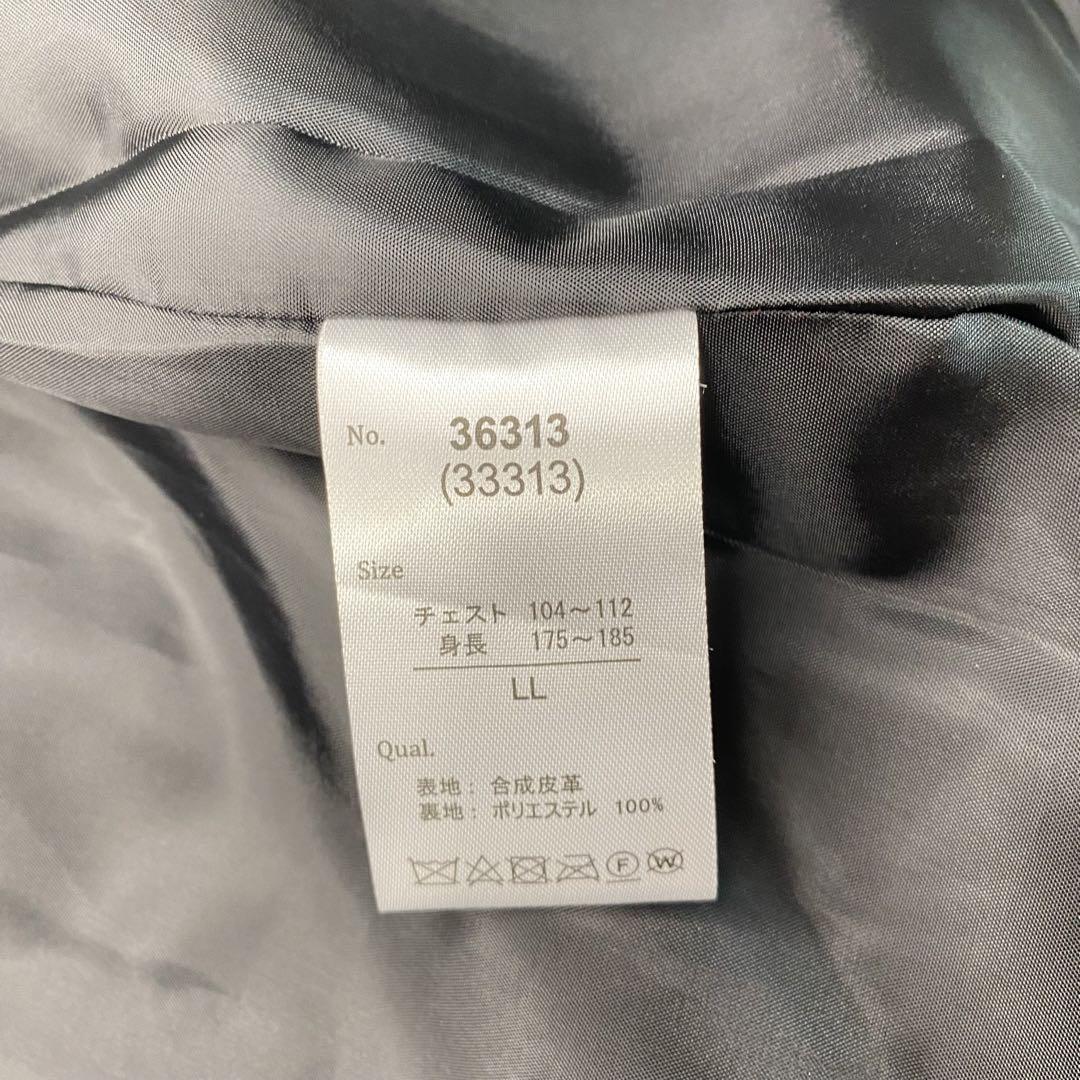 No. 36313
(33313)
Size
チェスト 104～112
身長 175～185
LL
Qual.
表地：合成皮革
裏地：ポリエステル 100%
F W